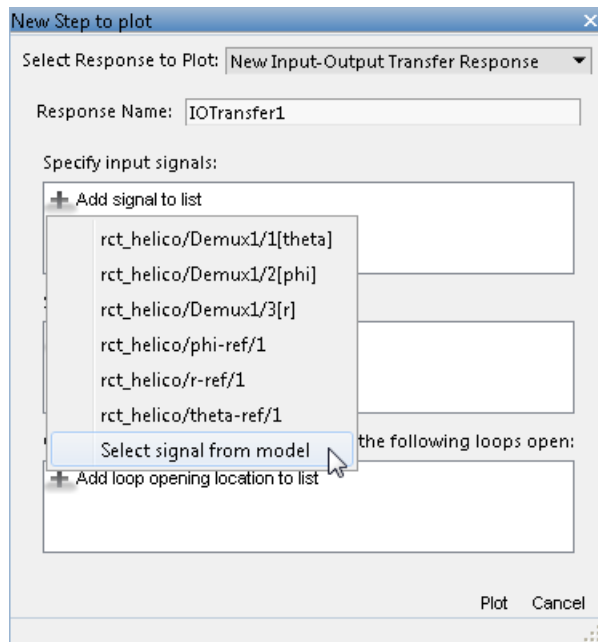 New Step to plot
Select Response to Plot: New Input-Output Transfer Response
Response Name: IOTransfer1
Specify input signals:
Add signal to list
rct_helico/Demux1/1[theta]
rct_helico/Demux1/2[phi]
rct_helico/Demux1/3[r]
rct_helico/phi-ref/1
rct_helico/r-ref/1
rct_helico/theta-ref/1
Select signal from model
the following loops open:
Add loop opening location to list
Plot Cancel